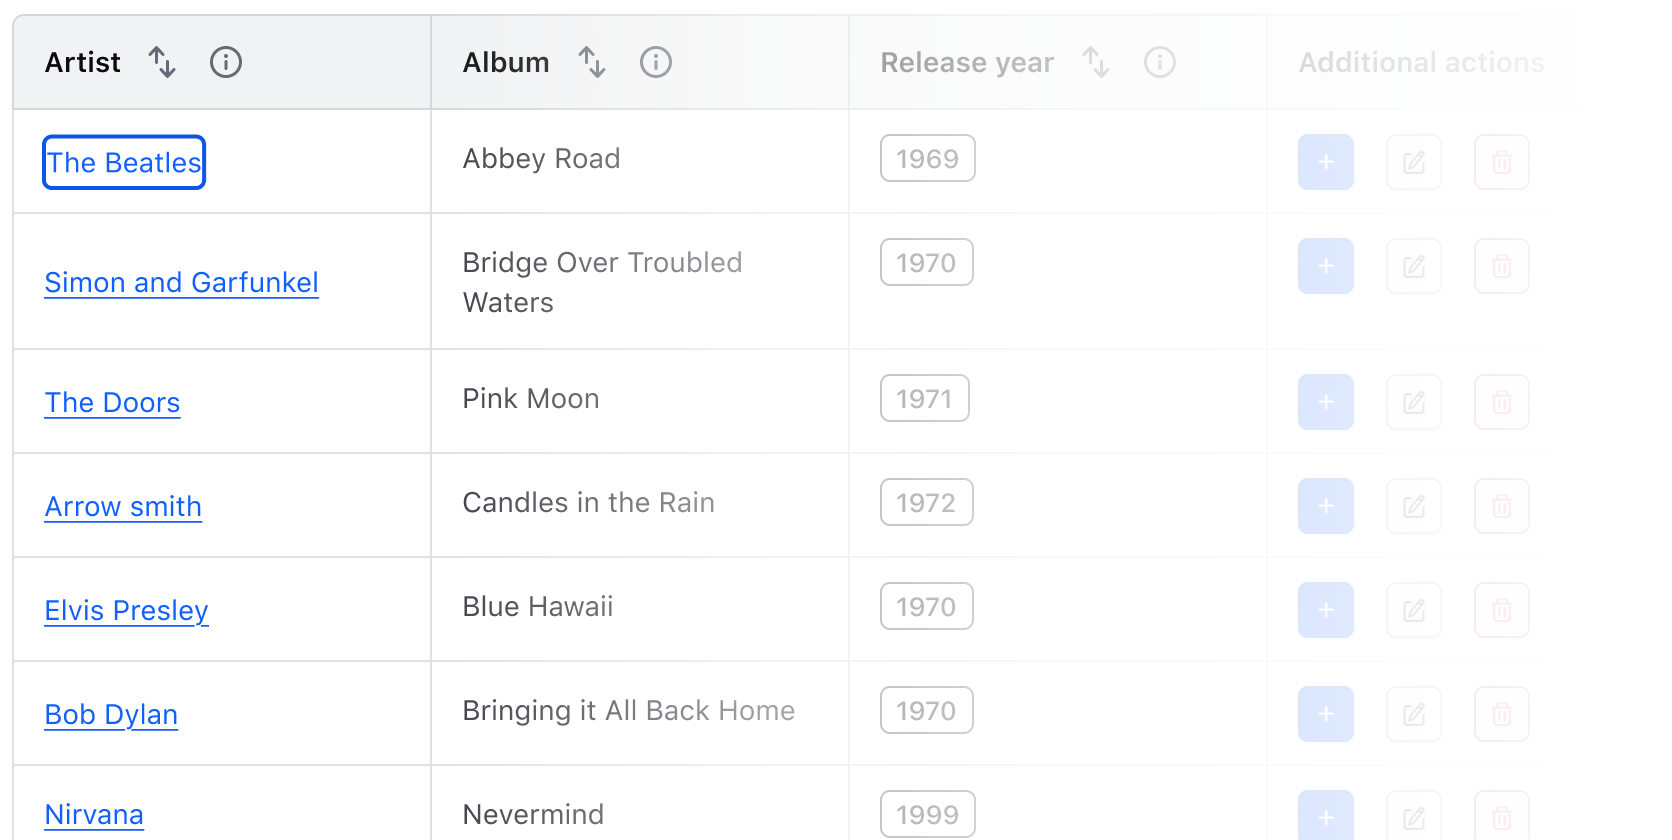 Artist Album Release year Additional actions
The Beatles Abbey Road 1969
Simon and Garfunkel Bridge Over Troubled 1970
Waters
The Doors Pink Moon 1971
Arrow smith Candles in the Rain 1972
Elvis Presley Blue Hawaii 1970
Bob Dylan Bringing it All Back Home 1970
Nirvana Nevermind 1999